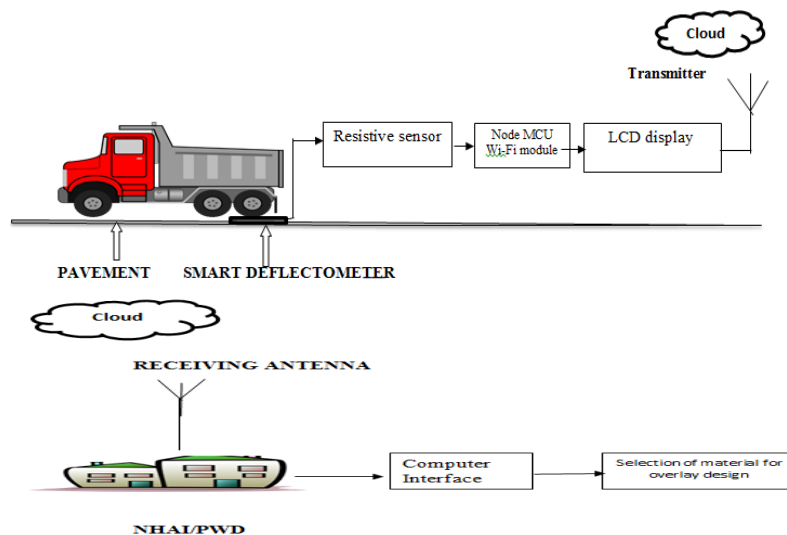 Cloud
Transmitter
Resistive sensor
Node MCU
Wi-Fi module
LCD display
PAVEMENT
SMART DEFLECTOMETER
Cloud
RECEIVING ANTENNA
Computer
Interface
Selection of material for
overlay design
NHAI/PWD